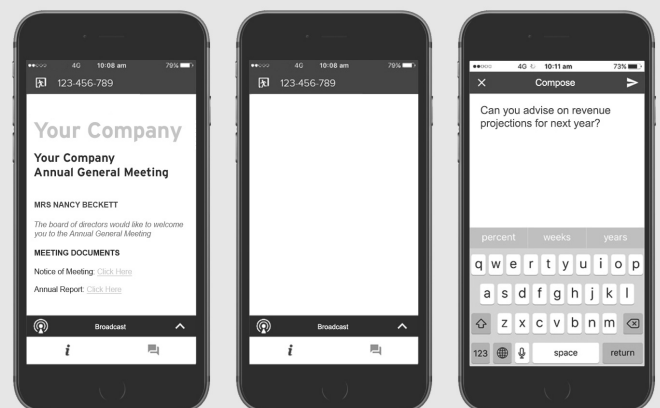 4G 10:08 am 79%
123-456-789
Your Company
Your Company
Annual General Meeting
MRS NANCY BECKETT
The board of directors would like to welcome
you to the Annual General Meeting
MEETING DOCUMENTS
Notice of Meeting: Click Here
Annual Report: Click Here
Broadcast
i
4G 10:08 am 79%
123-456-789
Broadcast
i
4G 10:11 am 73%
× Compose
Can you advise on revenue
projections for next year?
percent weeks years
q w e r t y u i o p
a s d f g h j k l
z x c v b n m
123 space return